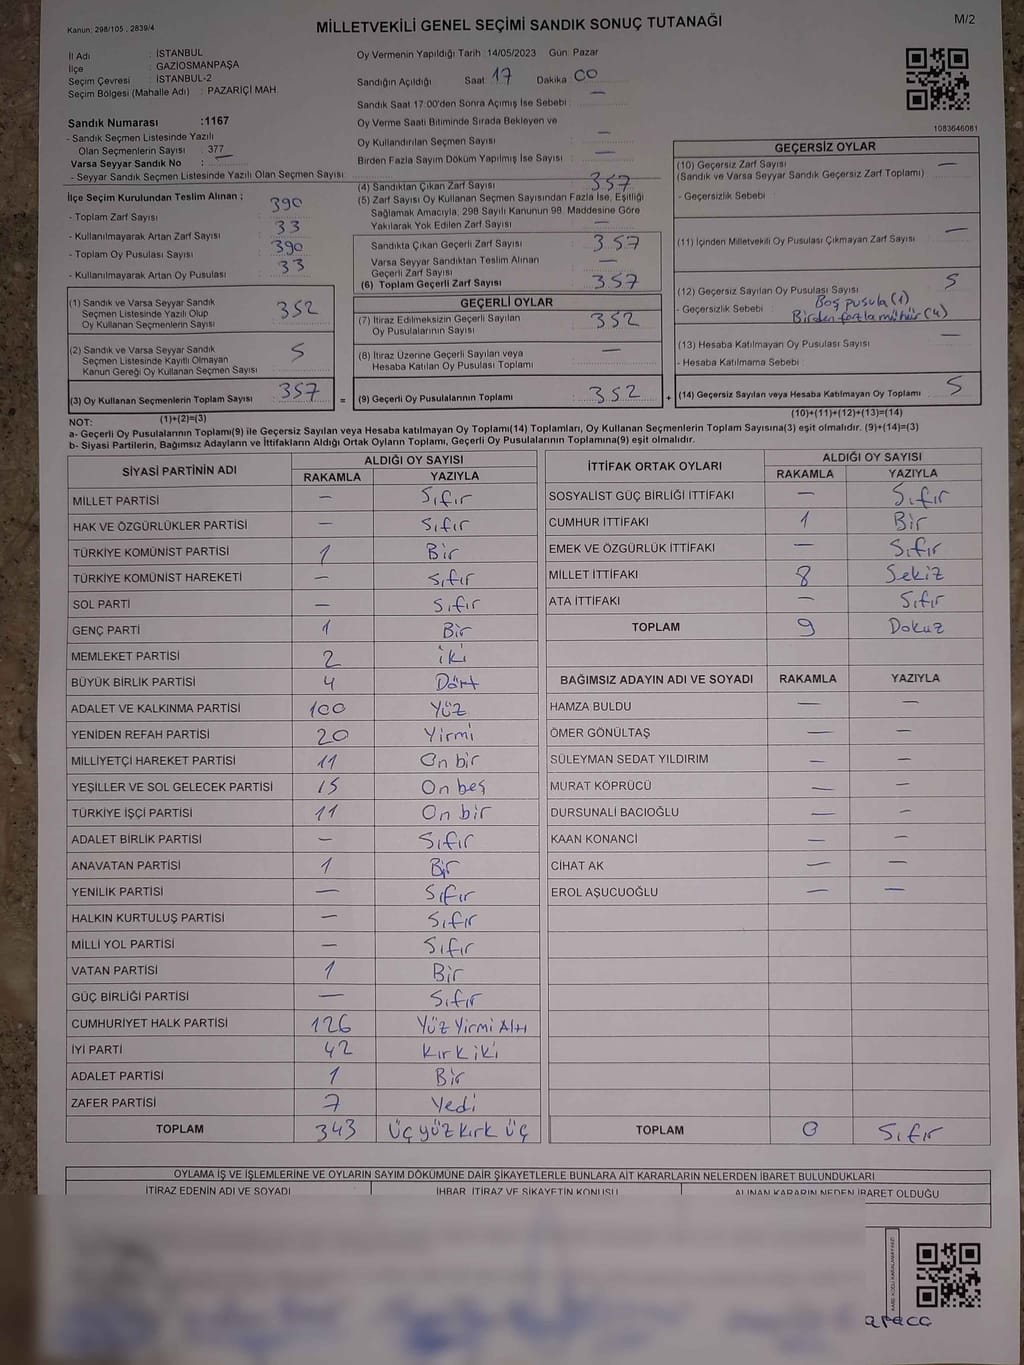 Kanun: 298/105, 2839/4
MİLLETVEKİLİ GENEL SEÇİMİ SANDIK SONUÇ TUTANAĞI
M/2
İl Adı : İSTANBUL
İlçe : GAZİOSMANPAŞA
Seçim Çevresi : İSTANBUL-2
Seçim Bölgesi (Mahalle Adı) : PAZARİÇİ MAH.
Sandık Numarası :1167
- Sandık Seçmen Listesinde Yazılı
Olan Seçmenlerin Sayısı : 377
Varsa Seyyar Sandık No : —
- Seyyar Sandık Seçmen Listesinde Yazılı Olan Seçmen Sayısı :
Oy Vermenin Yapıldığı Tarih :14/05/2023 Gün: Pazar
Sandığın Açıldığı Saat 17 Dakika 00
Sandık Saat 17.00'den Sonra Açımış İse Sebebi : —
Oy Verme Saati Bitiminde Sırada Bekleyen ve
Oy Kullandırılan Seçmen Sayısı : —
Birden Fazla Sayım Döküm Yapılmış İse Sayısı : —
1083646081
İlçe Seçim Kurulundan Teslim Alınan :
- Toplam Zarf Sayısı : 390
- Kullanılmayarak Artan Zarf Sayısı : 33
- Toplam Oy Pusulası Sayısı : 390
- Kullanılmayarak Artan Oy Pusulası : 33
(1) Sandık ve Varsa Seyyar Sandık
Seçmen Listesinde Yazılı Olup
Oy Kullanan Seçmenlerin Sayısı : 352
(2) Sandık ve Varsa Seyyar Sandık
Seçmen Listesinde Kayıtlı Olmayan
Kanun Gereği Oy Kullanan Seçmen Sayısı : 5
(3) Oy Kullanan Seçmenlerin Toplam Sayısı : 357 =
(4) Sandıktan Çıkan Zarf Sayısı : 357
(5) Zarf Sayısı Oy Kullanan Seçmen Sayısından Fazla İse, Eşitliği
Sağlamak Amacıyla; 298 Sayılı Kanunun 98. Maddesine Göre
Yakılarak Yok Edilen Zarf Sayısı : —
Sandıkta Çıkan Geçerli Zarf Sayısı : 357
Varsa Seyyar Sandıktan Teslim Alınan
Geçerli Zarf Sayısı : —
(6) Toplam Geçerli Zarf Sayısı : 357
GEÇERLİ OYLAR
(7) İtiraz Edilmeksizin Geçerli Sayılan
Oy Pusulalarının Sayısı : 352
(8) İtiraz Üzerine Geçerli Sayılan veya
Hesaba Katılan Oy Pusulası Toplamı : —
(9) Geçerli Oy Pusulalarının Toplamı : 352 +
GEÇERSİZ OYLAR
(10) Geçersiz Zarf Sayısı : —
(Sandık ve Varsa Seyyar Sandık Geçersiz Zarf Toplamı)
- Geçersizlik Sebebi :
(11) İçinden Milletvekili Oy Pusulası Çıkmayan Zarf Sayısı : —
(12) Geçersiz Sayılan Oy Pusulası Sayısı : 5
- Geçersizlik Sebebi : Boş pusula (1)
Birden fazla mühür (4)
(13) Hesaba Katılmayan Oy Pusulası Sayısı : —
- Hesaba Katılmama Sebebi :
(14) Geçersiz Sayılan veya Hesaba Katılmayan Oy Toplamı : 5
NOT: (1)+(2)=(3) (10)+(11)+(12)+(13)=(14)
a- Geçerli Oy Pusulalarının Toplamı(9) ile Geçersiz Sayılan veya Hesaba katılmayan Oy Toplamı(14) Toplamları, Oy Kullanan Seçmenlerin Toplam Sayısına(3) eşit olmalıdır. (9)+(14)=(3)
b- Siyasi Partilerin, Bağımsız Adayların ve İttifakların Aldığı Ortak Oyların Toplamı, Geçerli Oy Pusulalarının Toplamına(9) eşit olmalıdır.
SİYASİ PARTİNİN ADI ALDIĞI OY SAYISI
RAKAMLA YAZIYLA
MİLLET PARTİSİ — Sıfır
HAK VE ÖZGÜRLÜKLER PARTİSİ — Sıfır
TÜRKİYE KOMÜNİST PARTİSİ 1 Bir
TÜRKİYE KOMÜNİST HAREKETİ — Sıfır
SOL PARTİ — Sıfır
GENÇ PARTİ 1 Bir
MEMLEKET PARTİSİ 2 iki
BÜYÜK BİRLİK PARTİSİ 4 Dört
ADALET VE KALKINMA PARTİSİ 100 Yüz
YENİDEN REFAH PARTİSİ 20 Yirmi
MİLLİYETÇİ HAREKET PARTİSİ 11 On bir
YEŞİLLER VE SOL GELECEK PARTİSİ 15 On beş
TÜRKİYE İŞÇİ PARTİSİ 11 On bir
ADALET BİRLİK PARTİSİ — Sıfır
ANAVATAN PARTİSİ 1 Bir
YENİLİK PARTİSİ — Sıfır
HALKIN KURTULUŞ PARTİSİ — Sıfır
MİLLİ YOL PARTİSİ — Sıfır
VATAN PARTİSİ 1 Bir
GÜÇ BİRLİĞİ PARTİSİ — Sıfır
CUMHURİYET HALK PARTİSİ 126 Yüz Yirmi Altı
İYİ PARTİ 42 Kırk iki
ADALET PARTİSİ 1 Bir
ZAFER PARTİSİ 7 Yedi
TOPLAM 343 Üç yüz kırk üç
İTTİFAK ORTAK OYLARI ALDIĞI OY SAYISI
RAKAMLA YAZIYLA
SOSYALİST GÜÇ BİRLİĞİ İTTİFAKI — Sıfır
CUMHUR İTTİFAKI 1 Bir
EMEK VE ÖZGÜRLÜK İTTİFAKI — Sıfır
MİLLET İTTİFAKI 8 Sekiz
ATA İTTİFAKI — Sıfır
TOPLAM 9 Dokuz
BAĞIMSIZ ADAYIN ADI VE SOYADI RAKAMLA YAZIYLA
HAMZA BULDU — —
ÖMER GÖNÜLTAŞ — —
SÜLEYMAN SEDAT YILDIRIM — —
MURAT KÖPRÜCÜ — —
DURSUNALİ BACIOĞLU — —
KAAN KONANCİ — —
CİHAT AK — —
EROL AŞUCUOĞLU — —
TOPLAM 0 Sıfır
OYLAMA İŞ VE İŞLEMLERİNE VE OYLARIN SAYIM DÖKÜMÜNE DAİR ŞİKAYETLERLE BUNLARA AİT KARARLARIN NELERDEN İBARET BULUNDUKLARI
İTİRAZ EDENİN ADI VE SOYADI İHBAR, İTİRAZ VE ŞİKAYETİN KONUSU ALINAN KARARIN NEDEN İBARET OLDUĞU
KARE KODU KARALAMAYINIZ!